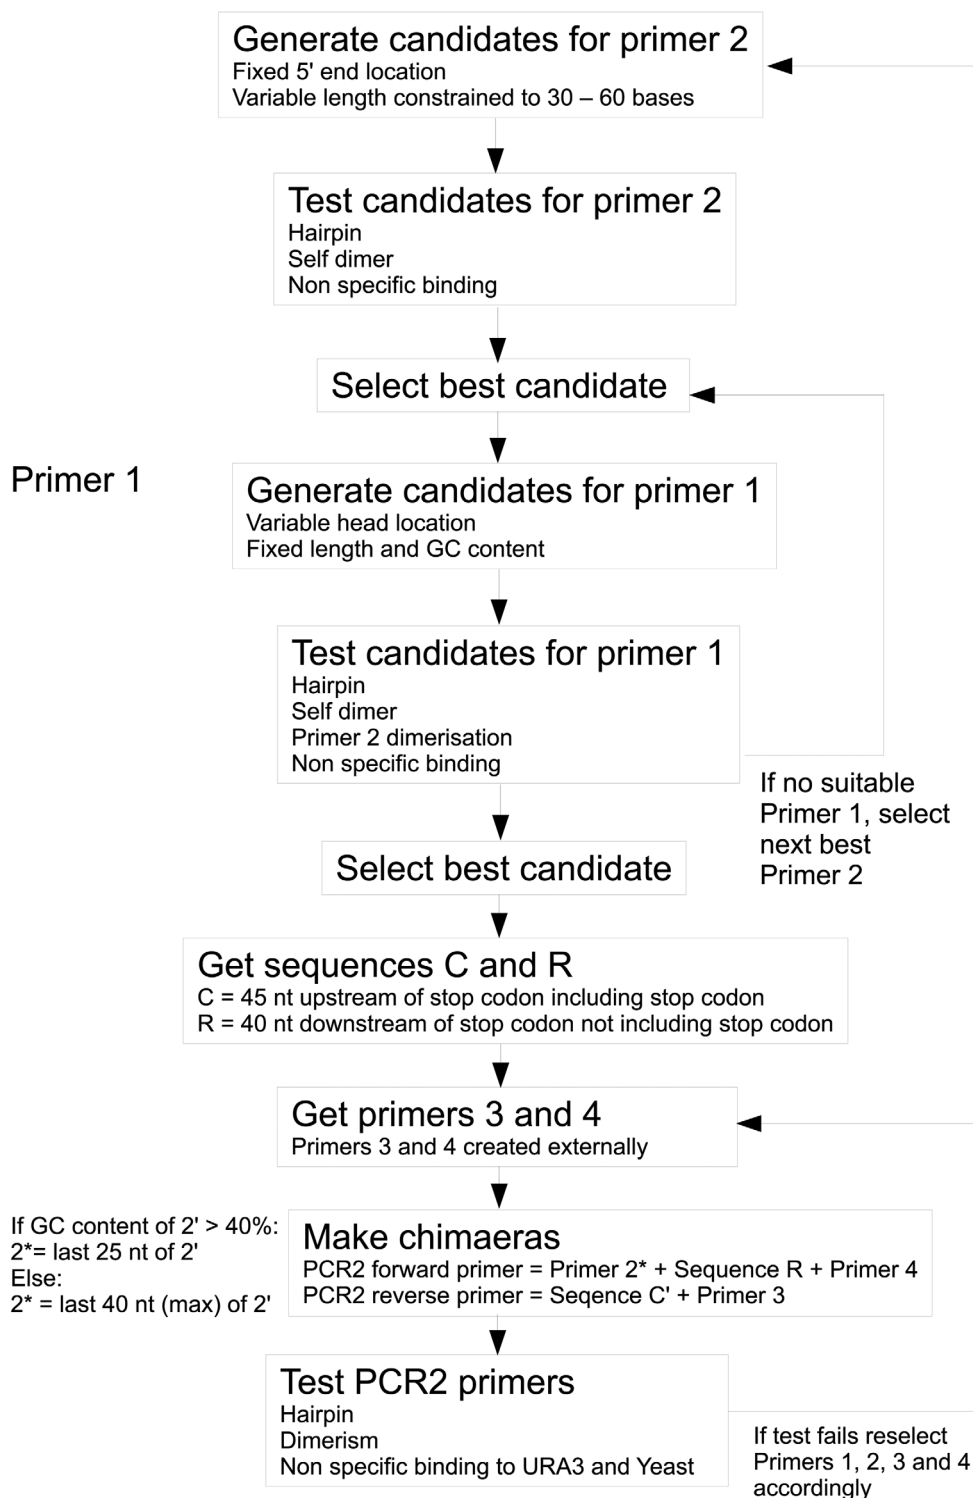 Generate candidates for primer 2
Fixed 5' end location
Variable length constrained to 30 – 60 bases
Test candidates for primer 2
Hairpin
Self dimer
Non specific binding
Select best candidate
Primer 1
Generate candidates for primer 1
Variable head location
Fixed length and GC content
Test candidates for primer 1
Hairpin
Self dimer
Primer 2 dimerisation
Non specific binding
If no suitable
Primer 1, select
next best
Primer 2
Select best candidate
Get sequences C and R
C = 45 nt upstream of stop codon including stop codon
R = 40 nt downstream of stop codon not including stop codon
Get primers 3 and 4
Primers 3 and 4 created externally
If GC content of 2' > 40%:
2*= last 25 nt of 2'
Else:
2* = last 40 nt (max) of 2'
Make chimaeras
PCR2 forward primer = Primer 2* + Sequence R + Primer 4
PCR2 reverse primer = Seqence C' + Primer 3
Test PCR2 primers
Hairpin
Dimerism
Non specific binding to URA3 and Yeast
If test fails reselect
Primers 1, 2, 3 and 4
accordingly